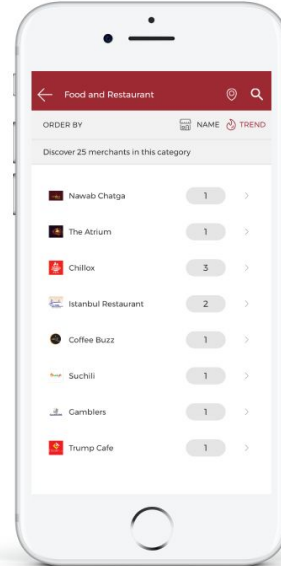 Food and Restaurant
ORDER BY NAME TREND
Discover 25 merchants in this category
Nawab Chatga 1
The Atrium 1
Chillox 3
Istanbul Restaurant 2
Coffee Buzz 1
Suchili 1
Gamblers 1
Trump Cafe 1